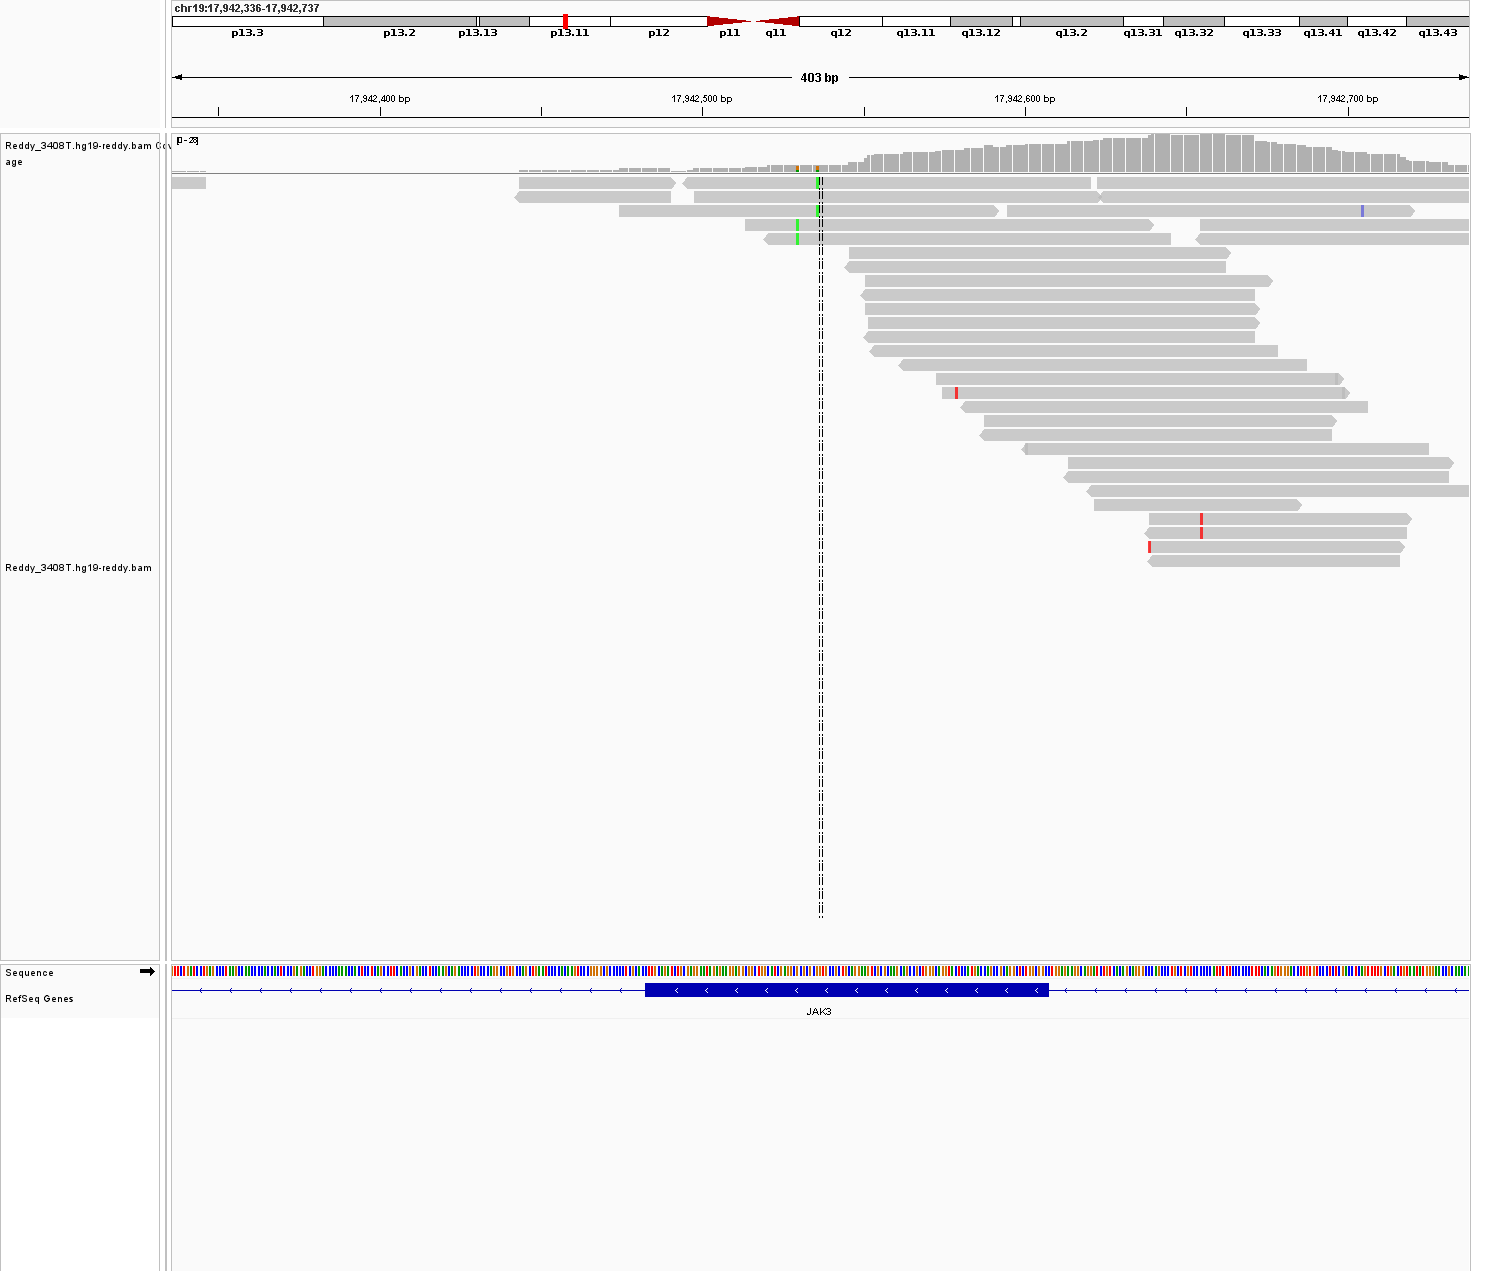 chr19:17,942,336-17,942,737
p13.3 p13.2 p13.13 p13.11 p12 p11 q11 q12 q13.11 q13.12 q13.2 q13.31 q13.32 q13.33 q13.41 q13.42 q13.43
403 bp
17,942,400 bp 17,942,500 bp 17,942,600 bp 17,942,700 bp
[0-28]
Reddy_3408T.hg19-reddy.bam Cov
age
Reddy_3408T.hg19-reddy.bam
Sequence
RefSeq Genes
JAK3